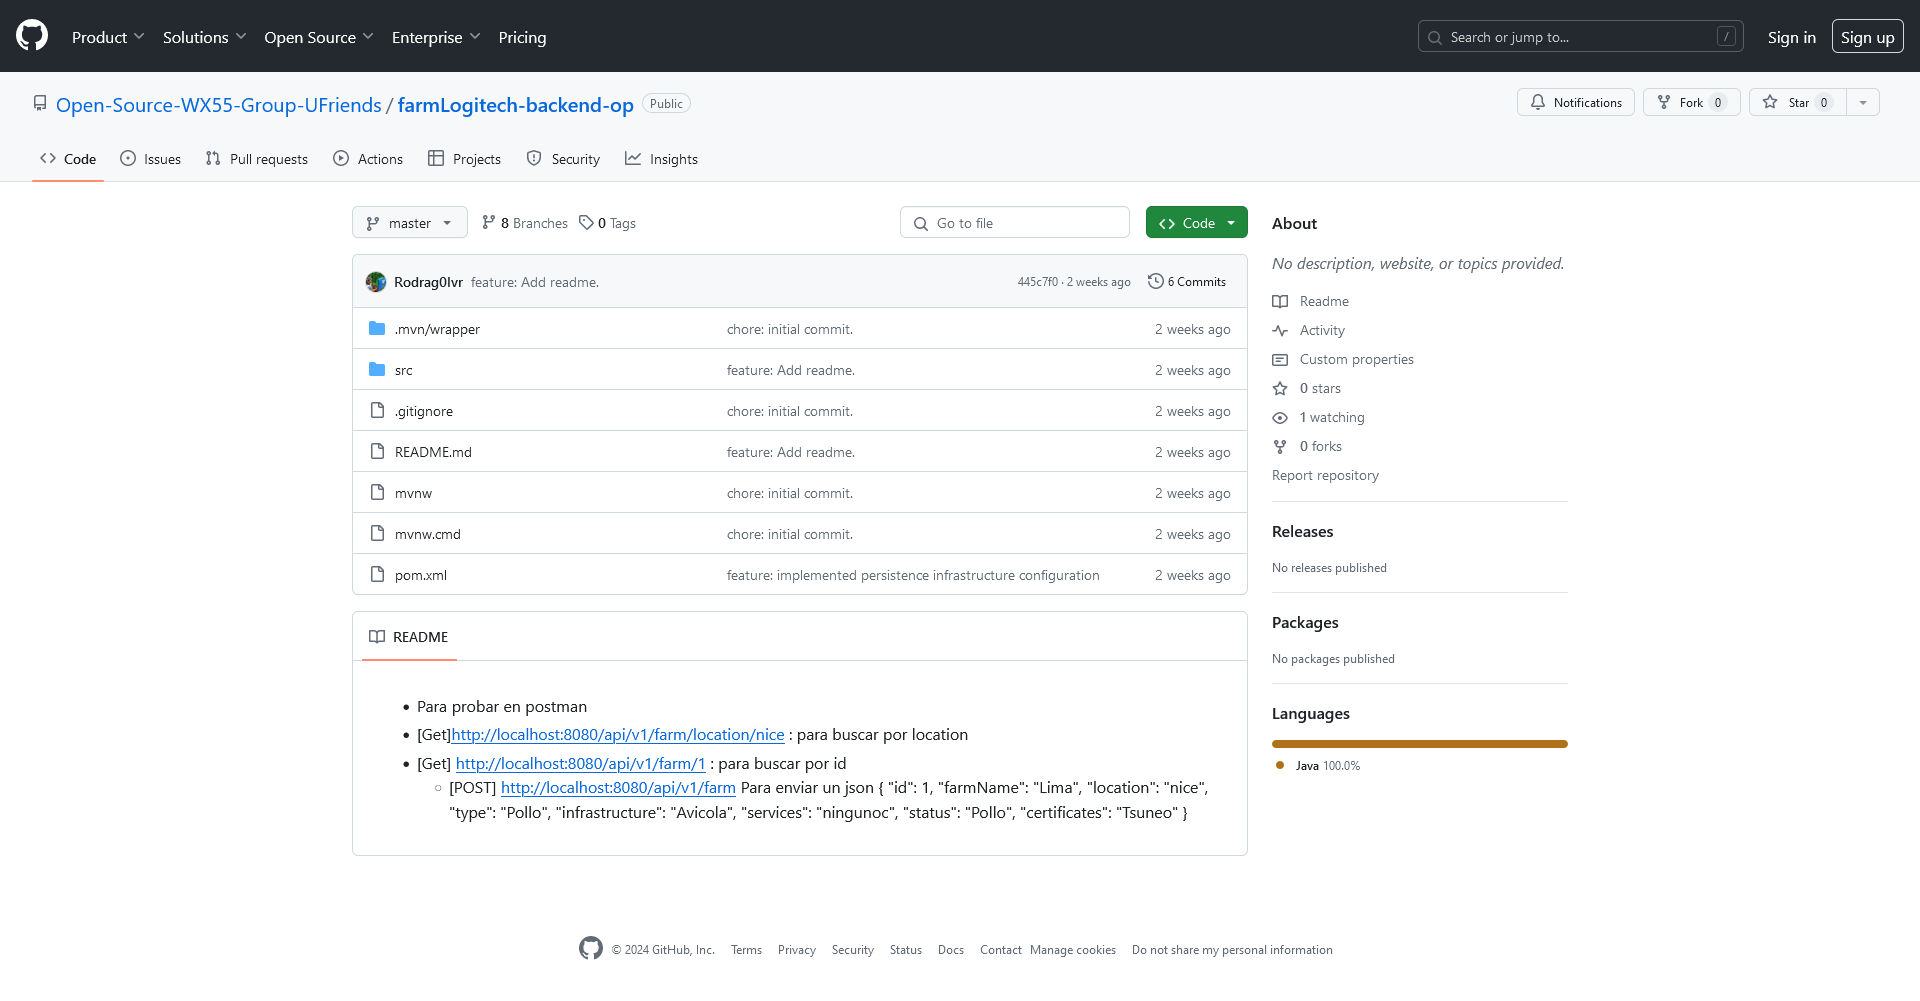 Product Solutions Open Source Enterprise Pricing Search or jump to... / Sign in Sign up
Open-Source-WX55-Group-UFriends / farmLogitech-backend-op Public Notifications Fork 0 Star 0
Code Issues Pull requests Actions Projects Security Insights
master 8 Branches 0 Tags Go to file Code
Rodrag0lvr feature: Add readme. 445c7f0 · 2 weeks ago 6 Commits
.mvn/wrapper chore: initial commit. 2 weeks ago
src feature: Add readme. 2 weeks ago
.gitignore chore: initial commit. 2 weeks ago
README.md feature: Add readme. 2 weeks ago
mvnw chore: initial commit. 2 weeks ago
mvnw.cmd chore: initial commit. 2 weeks ago
pom.xml feature: implemented persistence infrastructure configuration 2 weeks ago
README
Para probar en postman
[Get]http://localhost:8080/api/v1/farm/location/nice : para buscar por location
[Get] http://localhost:8080/api/v1/farm/1 : para buscar por id
[POST] http://localhost:8080/api/v1/farm Para enviar un json { "id": 1, "farmName": "Lima", "location": "nice",
"type": "Pollo", "infrastructure": "Avicola", "services": "ningunoc", "status": "Pollo", "certificates": "Tsuneo" }
About
No description, website, or topics provided.
Readme
Activity
Custom properties
0 stars
1 watching
0 forks
Report repository
Releases
No releases published
Packages
No packages published
Languages
Java 100.0%
© 2024 GitHub, Inc. Terms Privacy Security Status Docs Contact Manage cookies Do not share my personal information